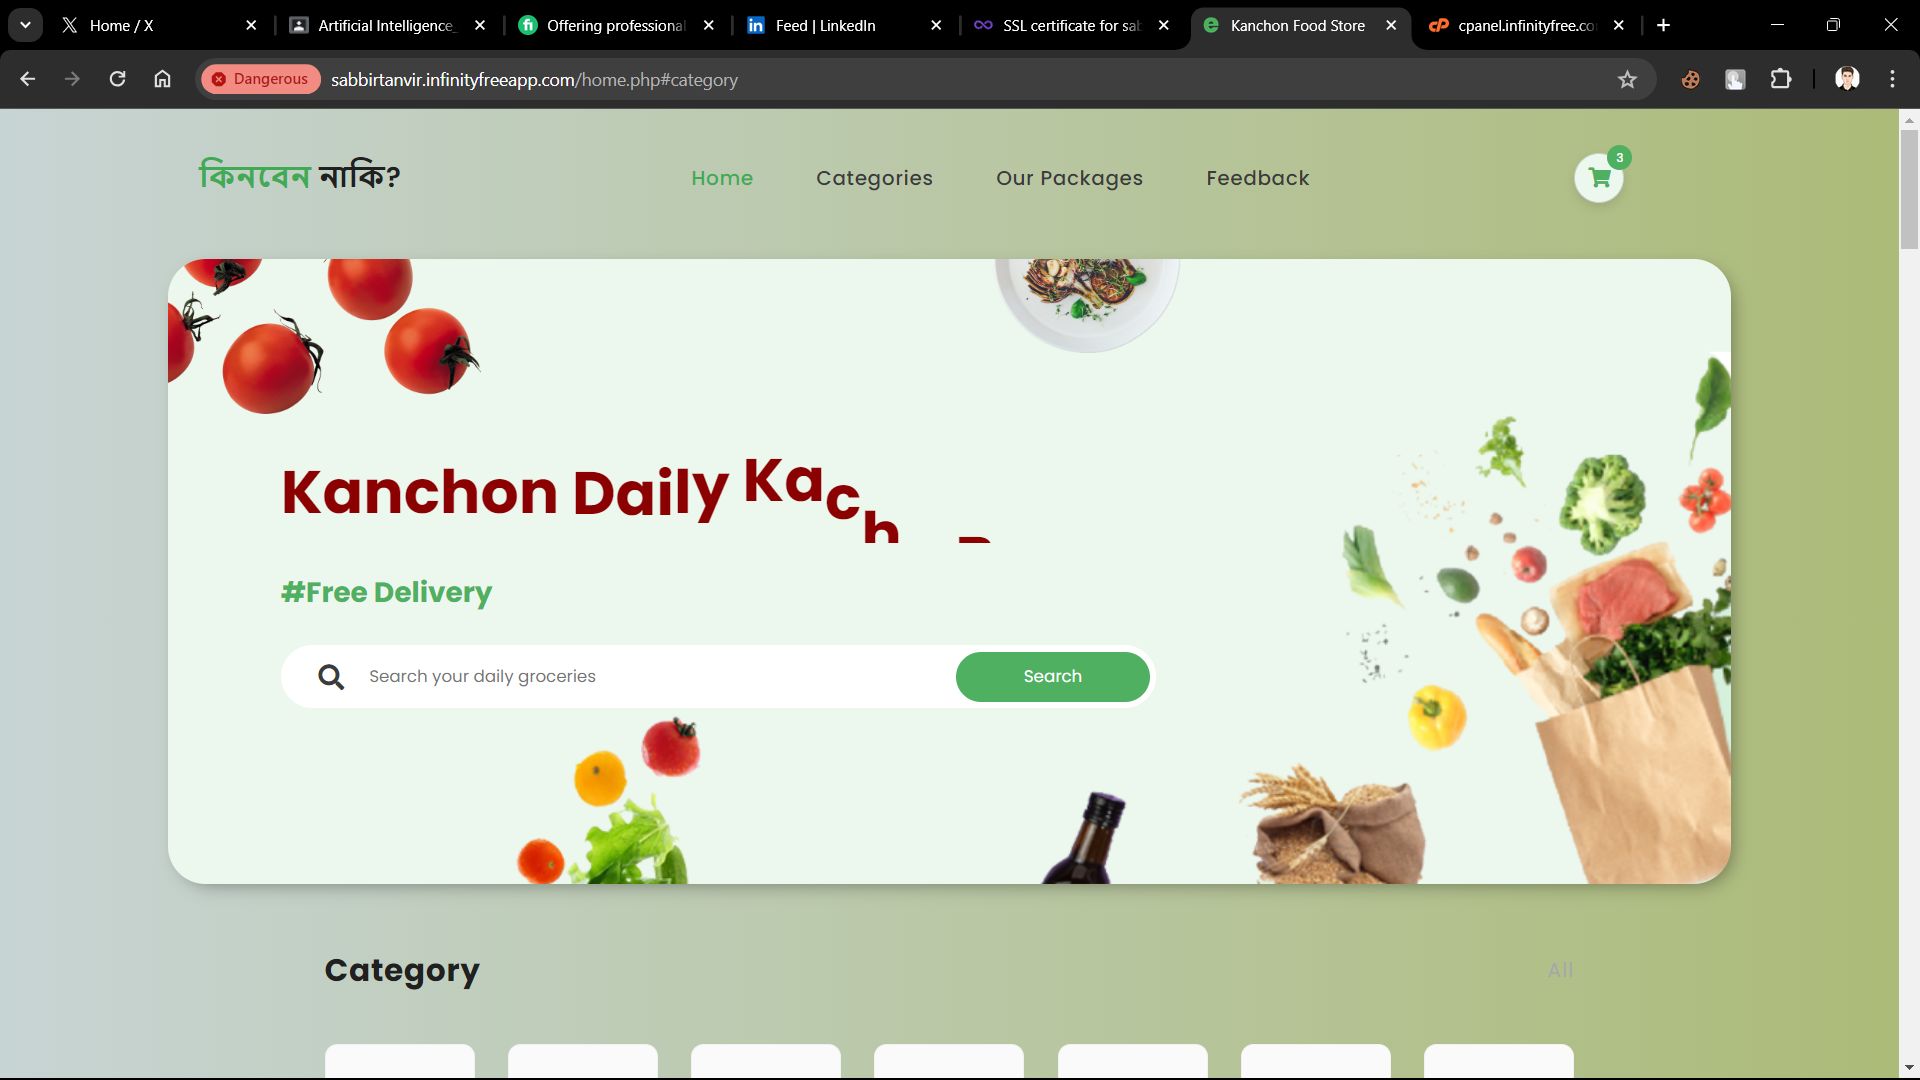 Home / X
Artificial Intelligence_
Offering professional
Feed | LinkedIn
SSL certificate for sab
Kanchon Food Store
cpanel.infinityfree.co
Dangerous
sabbirtanvir.infinityfreeapp.com/home.php#category
কিনবেন নাকি?
Home
Categories
Our Packages
Feedback
3
Kanchon Daily Kach
#Free Delivery
Search your daily groceries
Search
Category
All